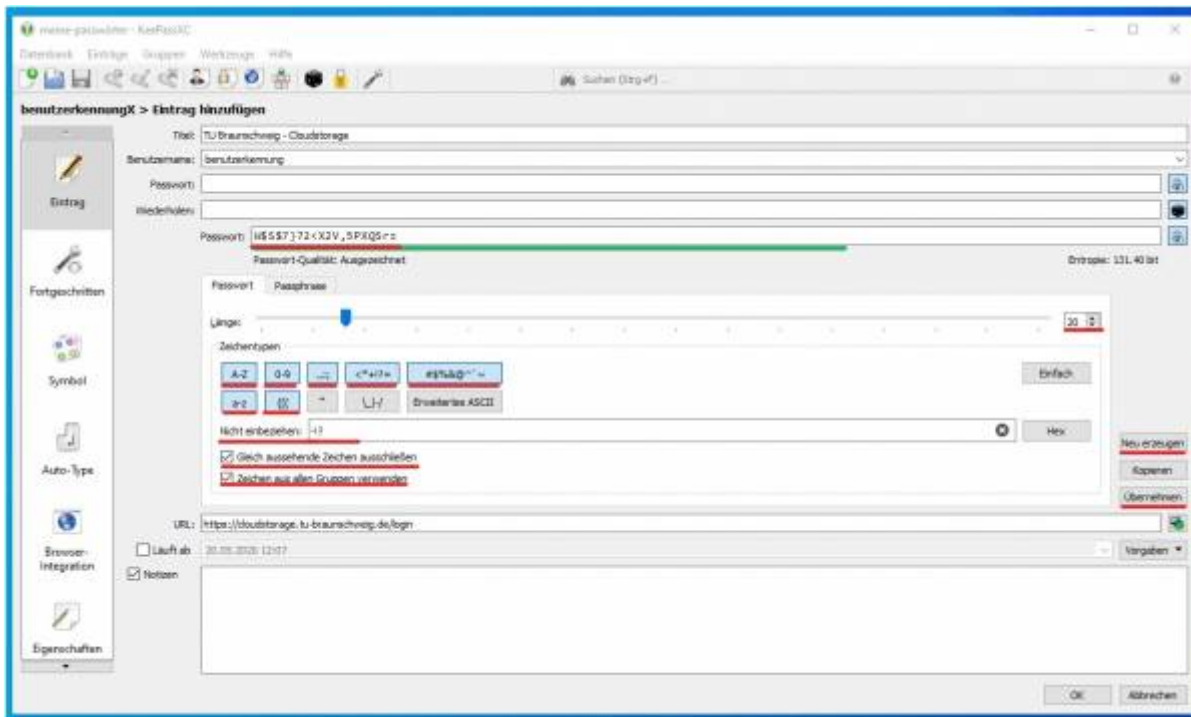 meine-passwörter - KeePassXC
Datenbank Einträge Gruppen Werkzeuge Hilfe
Suchen (Strg+F) ...
benutzerkennungX > Eintrag hinzufügen
Titel: TU Braunschweig - Cloudstorage
Benutzername: benutzerkennung
Passwort:
Wiederholen:
Passwort:
Passwort-Qualität: Ausgezeichnet Entropie: 131.40 bit
Passwort Passphrase
Länge: 20
Zeichentypen
A-Z 0-9 Einfach
a-z Erweitertes ASCII
Nicht einbeziehen: Hex
Gleich aussehende Zeichen ausschließen
Zeichen aus allen Gruppen verwenden
Neu erzeugen
Kopieren
Übernehmen
URL: https://cloudstorage.tu-braunschweig.de/login
Läuft ab Vorgaben
Notizen
Eintrag
Fortgeschritten
Symbol
Auto-Type
Browser-
Integration
Eigenschaften
OK Abbrechen